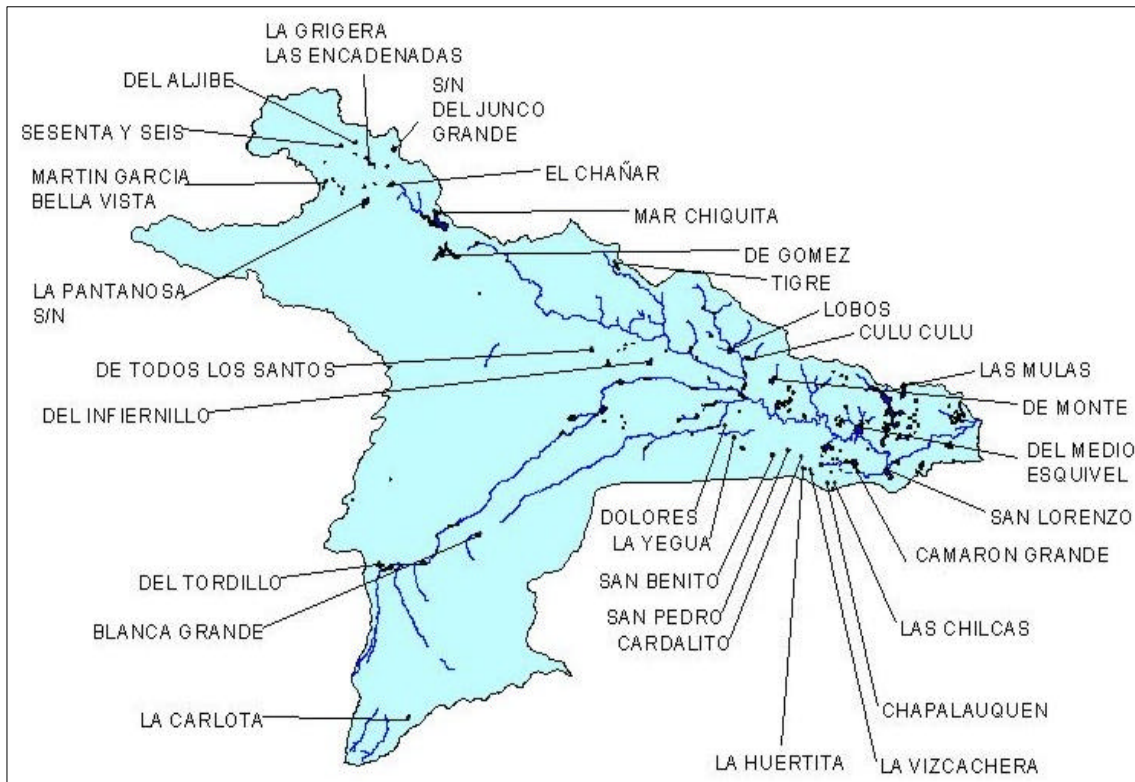 LA GRIGERA
LAS ENCADENADAS
DEL ALJIBE
S/N
DEL JUNCO
GRANDE
SESENTA Y SEIS
MARTIN GARCIA
BELLA VISTA
EL CHAÑAR
MAR CHIQUITA
DE GOMEZ
TIGRE
LA PANTANOSA
S/N
LOBOS
CULU CULU
DE TODOS LOS SANTOS
LAS MULAS
DEL INFIERNILLO
DE MONTE
DEL MEDIO
ESQUIVEL
DOLORES
LA YEGUA
SAN LORENZO
CAMARON GRANDE
DEL TORDILLO
SAN BENITO
SAN PEDRO
CARDALITO
BLANCA GRANDE
LAS CHILCAS
CHAPALAUQUEN
LA CARLOTA
LA HUERTITA
LA VIZCACHERA